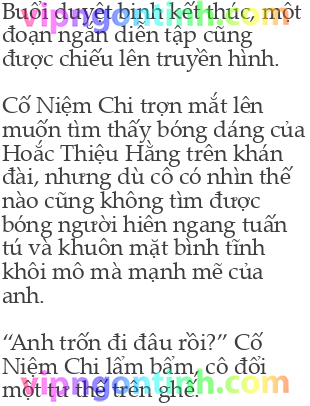 Buổi duyệt binh kết thúc, một
đoạn ngắn diễn tập cũng
được chiếu lên truyền hình.
Cố Niệm Chi trợn mắt lên
muốn tìm thấy bóng dáng của
Hoắc Thiệu Hằng trên khán
đài, nhưng dù cô có nhìn thế
nào cũng không tìm được
bóng người hiên ngang tuấn
tú và khuôn mặt bình tĩnh
khôi mô mà mạnh mẽ của
anh.
“Anh trốn đi đâu rồi?” Cố
Niệm Chi lẩm bẩm, cô đổi
một tư thế trên ghế.
vipngontinh.com
vipngontinh.com